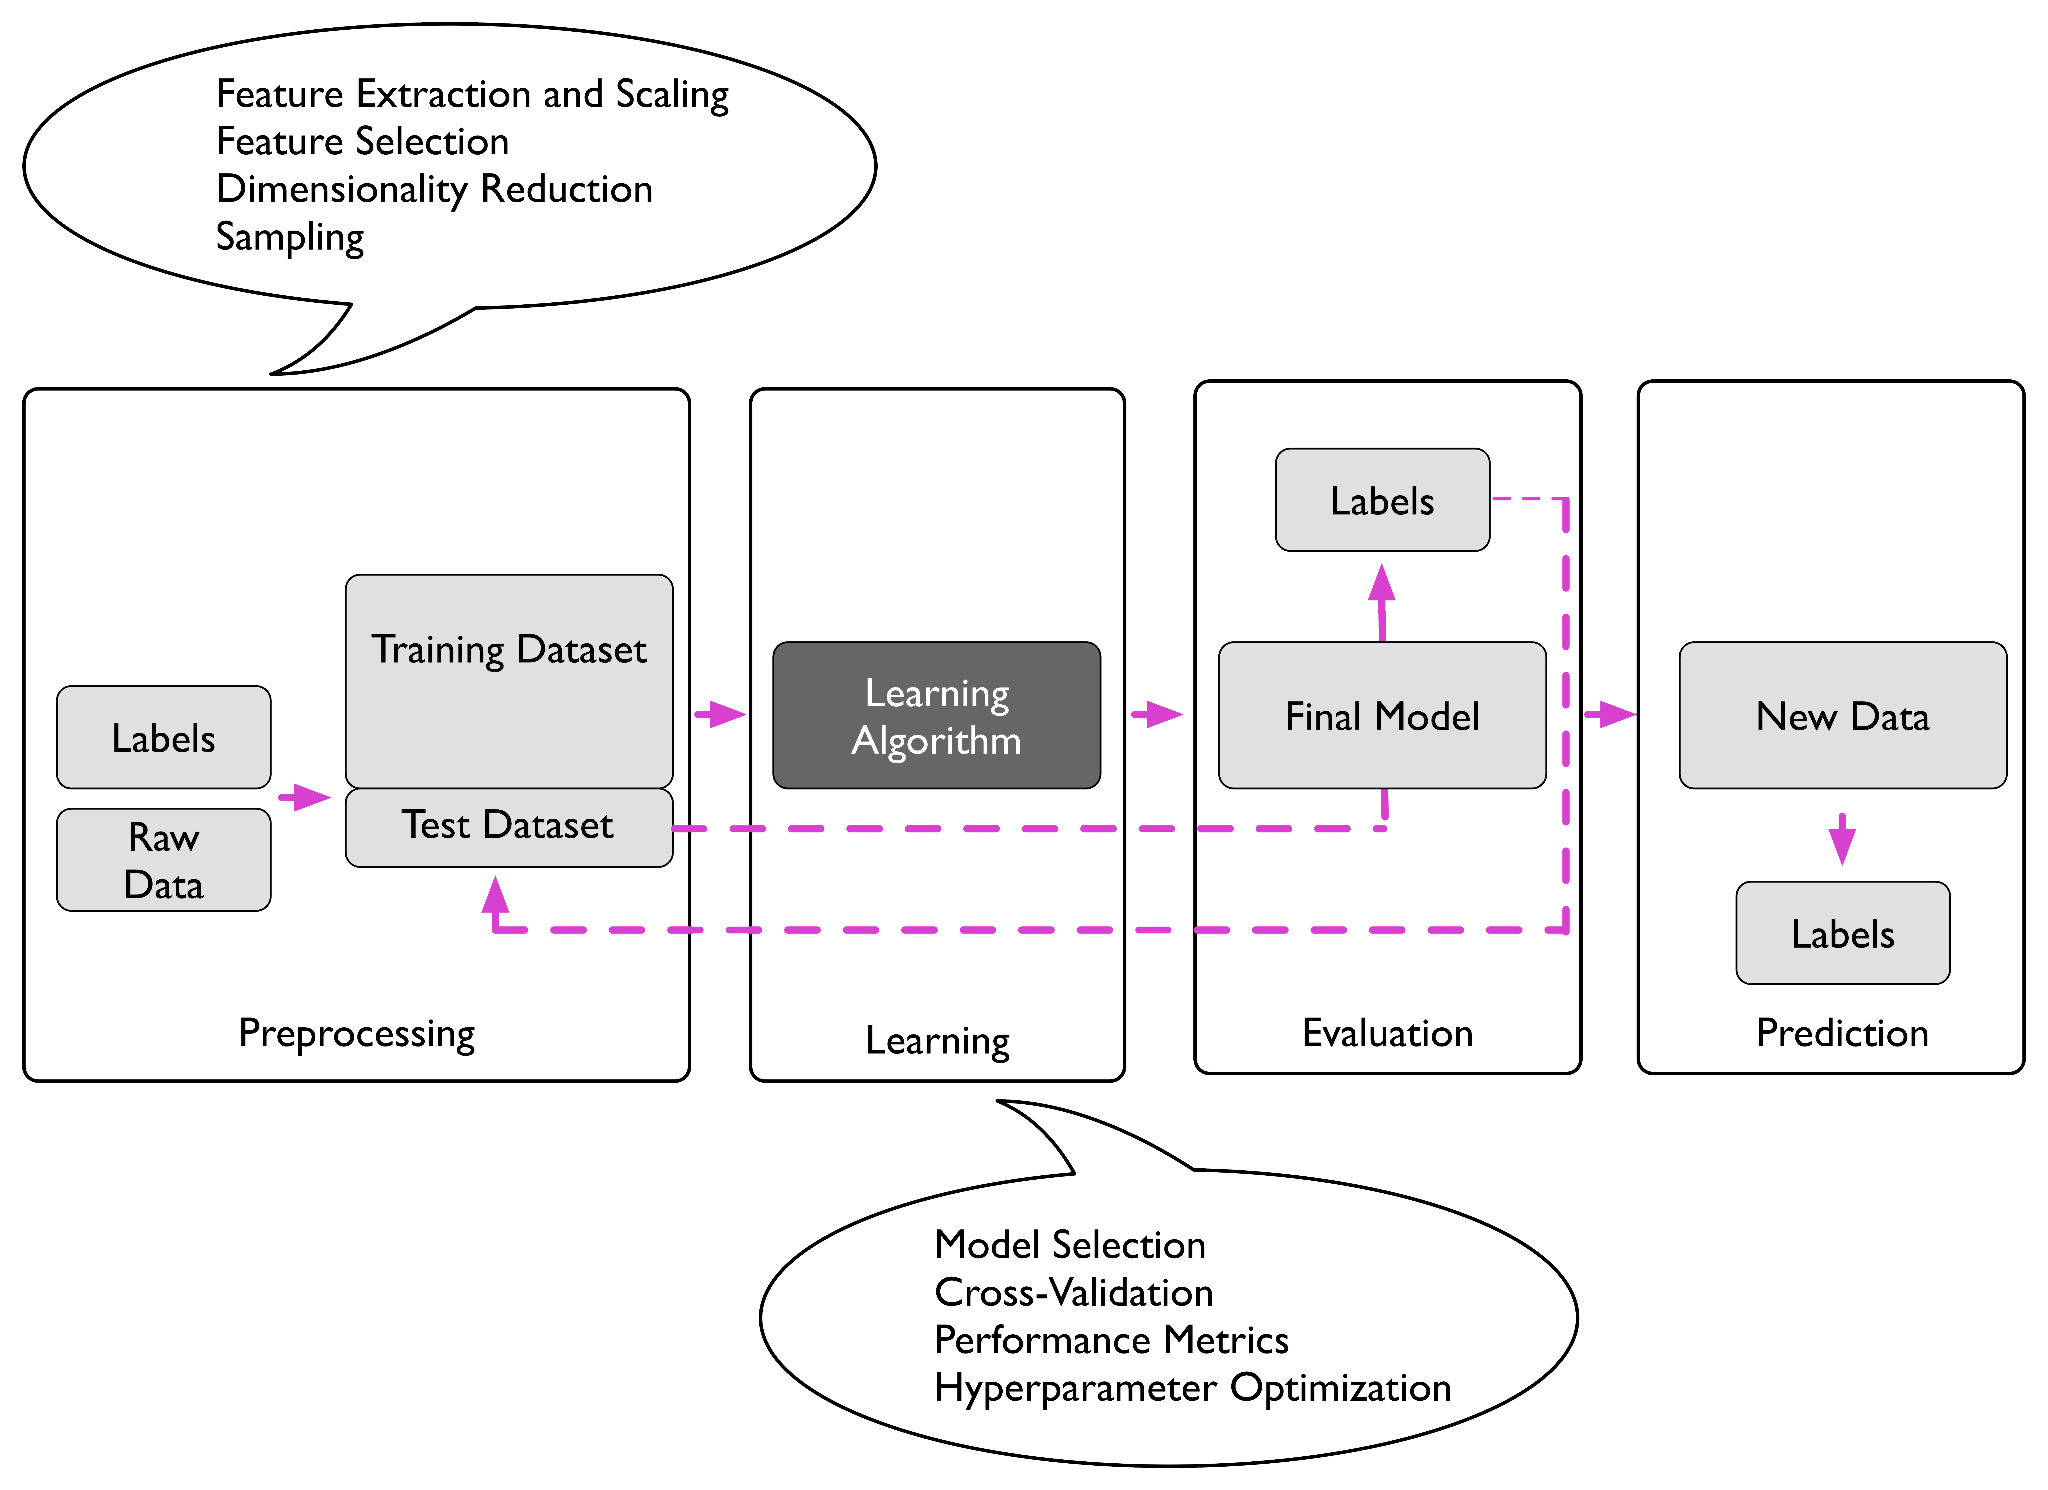 Feature Extraction and Scaling
Feature Selection
Dimensionality Reduction
Sampling
Labels
Raw
Data
Training Dataset
Test Dataset
Preprocessing
Learning
Algorithm
Learning
Labels
Final Model
Evaluation
New Data
Labels
Prediction
Model Selection
Cross-Validation
Performance Metrics
Hyperparameter Optimization